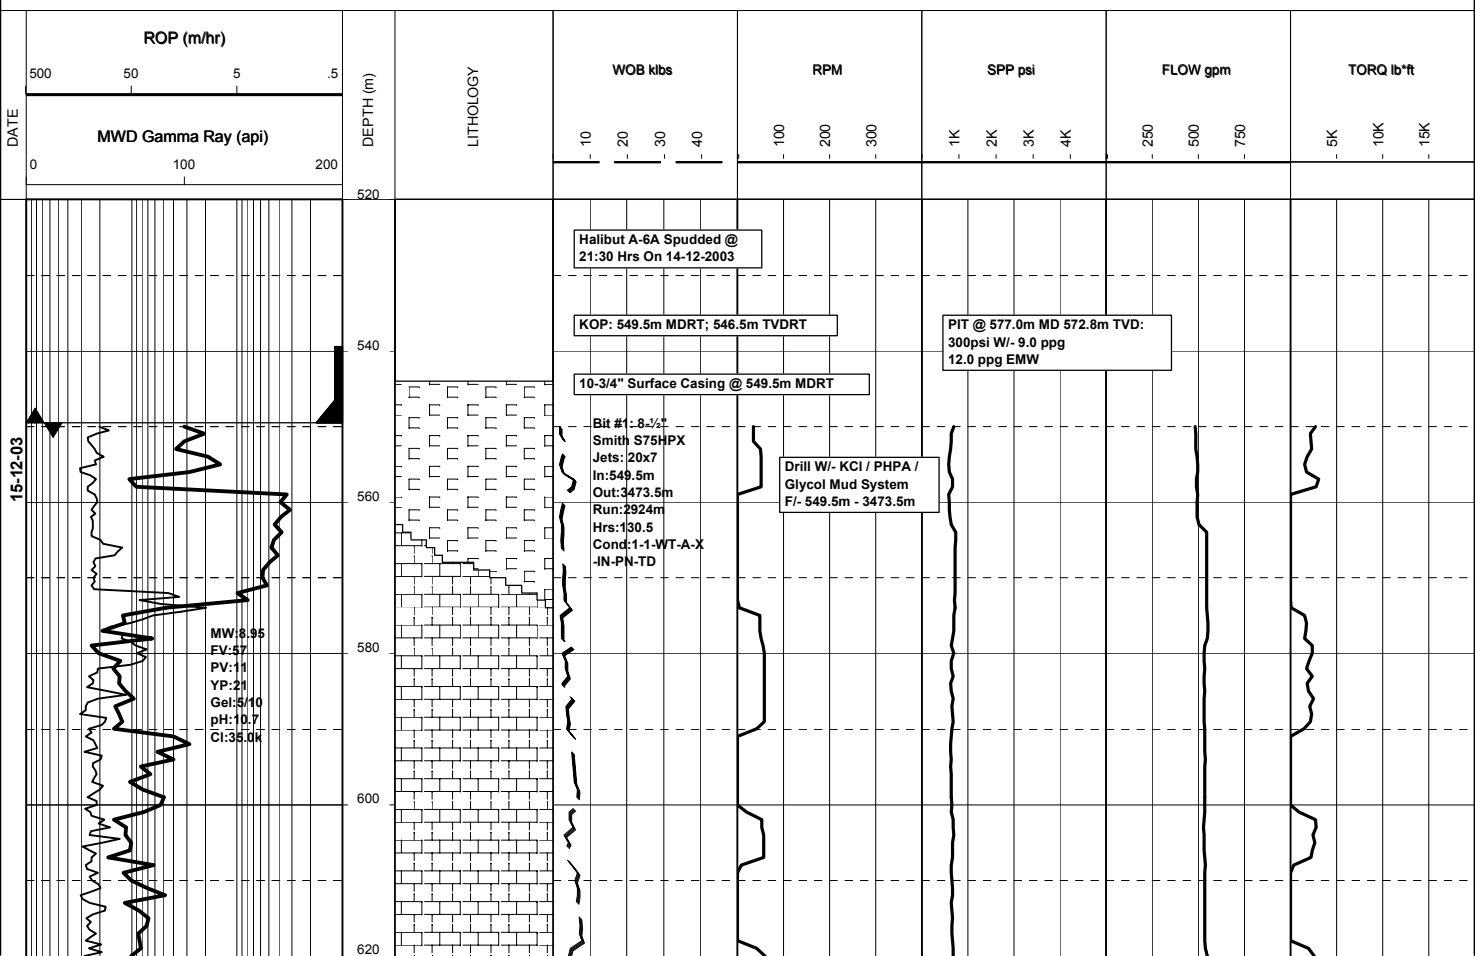 ROP (m/hr)
500 50 5 .5
MWD Gamma Ray (api)
0 100 200
DATE
DEPTH (m)
LITHOLOGY
WOB klbs
10 20 30 40
RPM
100 200 300
SPP psi
1K 2K 3K 4K
FLOW gpm
250 500 750
TORQ lb*ft
5K 10K 15K
520
Halibut A-6A Spudded @
21:30 Hrs On 14-12-2003
KOP: 549.5m MDRT; 546.5m TVDRT
PIT @ 577.0m MD 572.8m TVD:
300psi W/- 9.0 ppg
12.0 ppg EMW
540
10-3/4" Surface Casing @ 549.5m MDRT
Bit #1: 8-½"
Smith S75HPX
Jets: 20x7
In:549.5m
Out:3473.5m
Run:2924m
Hrs:130.5
Cond:1-1-WT-A-X
-IN-PN-TD
Drill W/- KCl / PHPA /
Glycol Mud System
F/- 549.5m - 3473.5m
15-12-03
560
580
MW:8.95
FV:57
PV:11
YP:21
Gel:5/10
pH:10.7
Cl:35.0k
600
620